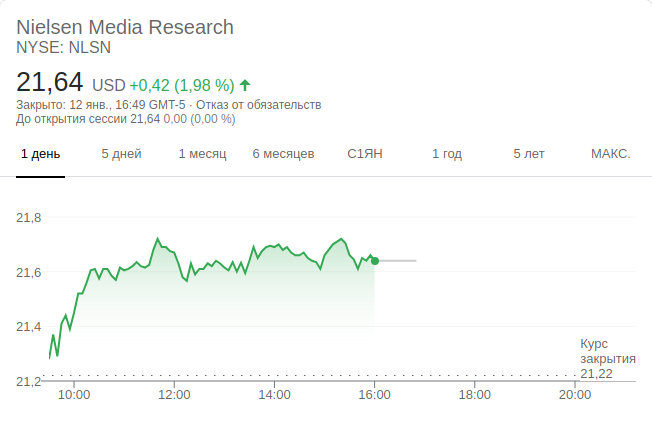 Nielsen Media Research
NYSE: NLSN
21,64 USD +0,42 (1,98 %)
Закрыто: 12 янв., 16:49 GMT-5 · Отказ от обязательств
До открытия сессии 21,64 0,00 (0,00 %)
1 день 5 дней 1 месяц 6 месяцев С1ЯН 1 год 5 лет МАКС.
21,8
21,6
21,4
Курс
закрытия
21,22
21,2
10:00 12:00 14:00 16:00 18:00 20:00